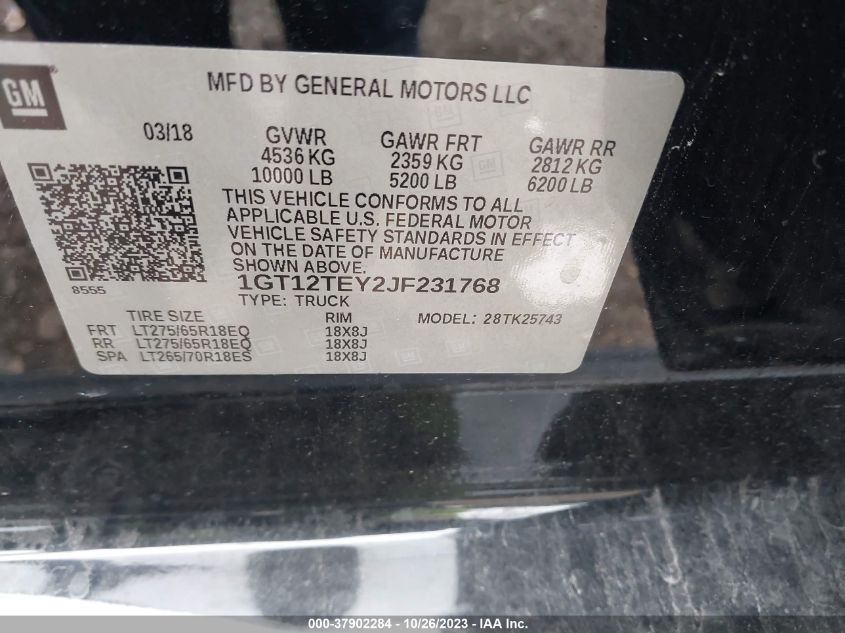 GM
MFD BY GENERAL MOTORS LLC
03/18 GVWR GAWR FRT GAWR RR
4536 KG 2359 KG 2812 KG
10000 LB 5200 LB 6200 LB
THIS VEHICLE CONFORMS TO ALL
APPLICABLE U.S. FEDERAL MOTOR
VEHICLE SAFETY STANDARDS IN EFFECT
ON THE DATE OF MANUFACTURE
SHOWN ABOVE.
8555 1GT12TEY2JF231768
TYPE: TRUCK
TIRE SIZE RIM MODEL: 28TK25743
FRT LT275/65R18EQ 18X8J
RR LT275/65R18EQ 18X8J
SPA LT265/70R18ES 18X8J
000-37902284 - 10/26/2023 - IAA Inc.